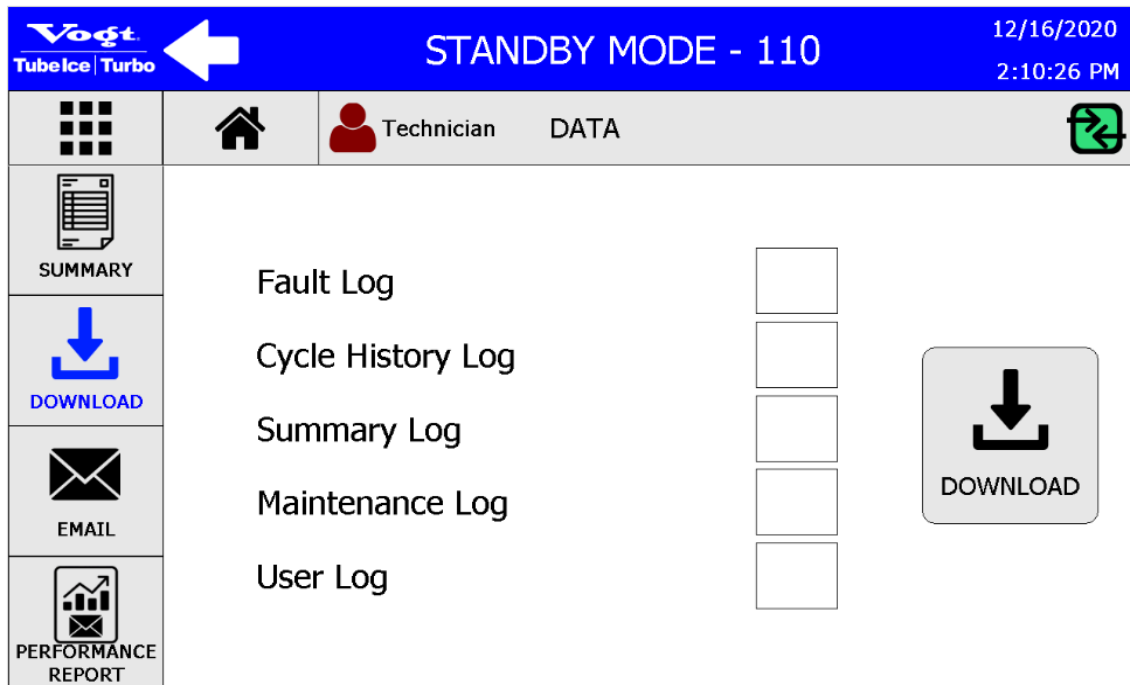 Vogt.
Tube Ice | Turbo
STANDBY MODE - 110
12/16/2020
2:10:26 PM
Technician
DATA
SUMMARY
DOWNLOAD
EMAIL
PERFORMANCE
REPORT
Fault Log
Cycle History Log
Summary Log
Maintenance Log
User Log
DOWNLOAD